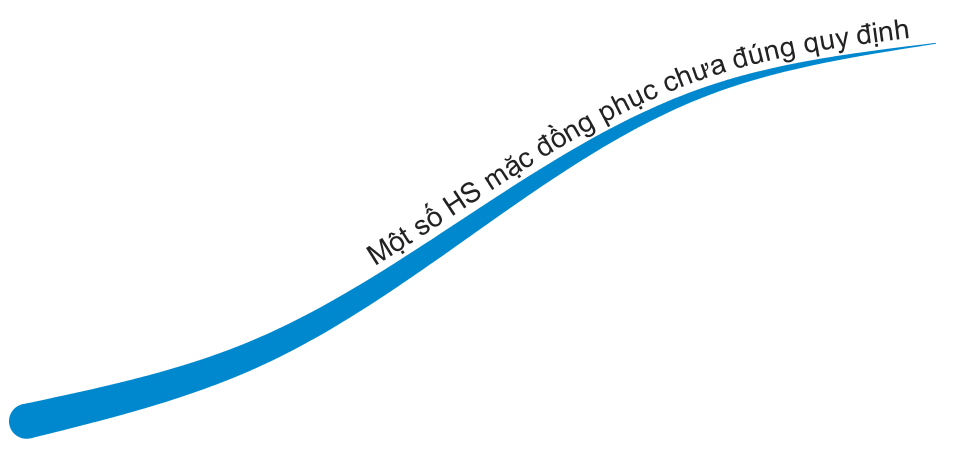 Một số HS mặc đồng phục chưa đúng quy định